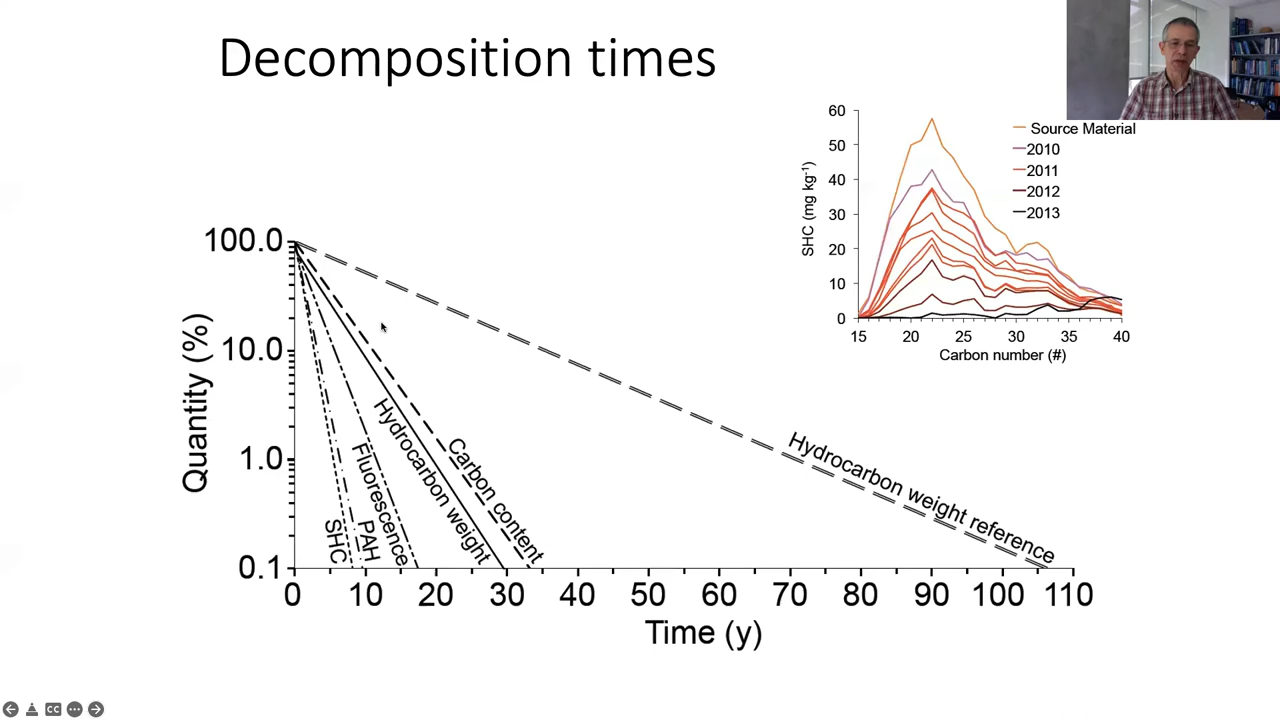 Decomposition times
60
50
40
30
20
10
0
SHC (mg kg-1)
15 20 25 30 35 40
Carbon number (#)
Source Material
2010
2011
2012
2013
100.0
10.0
1.0
0.1
Quantity (%)
SHC
PAH
Fluorescence
Hydrocarbon weight
Carbon content
Hydrocarbon weight reference
0 10 20 30 40 50 60 70 80 90 100 110
Time (y)
CC